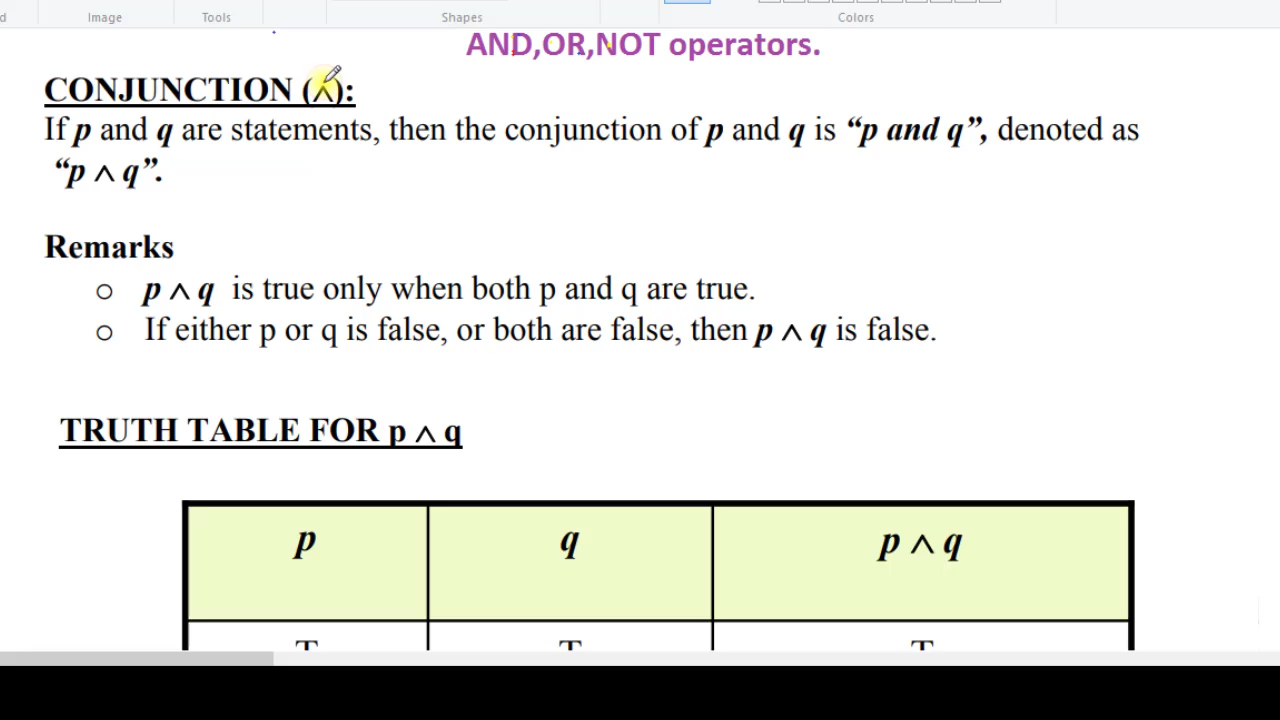 Image Tools Shapes Colors
AND,OR,NOT operators.
CONJUNCTION (∧):
If p and q are statements, then the conjunction of p and q is “p and q”, denoted as
“p ∧ q”.
Remarks
o p ∧ q is true only when both p and q are true.
o If either p or q is false, or both are false, then p ∧ q is false.
TRUTH TABLE FOR p ∧ q
p q p ∧ q
T T T